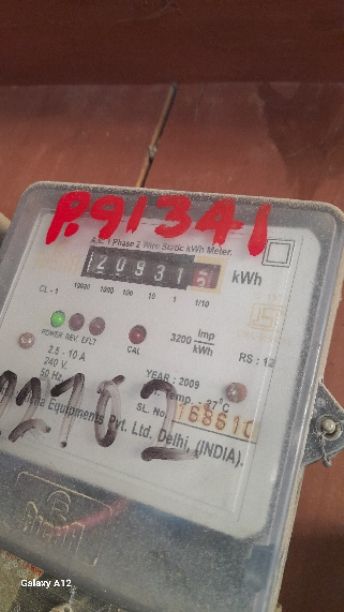 P.91341
A.C. 1 Phase 2 Wire Static kWh Meter.
20931
kWh
CL - 1
10000 1000 100 10 1 1/10
POWER REV EFLT
CAL
3200 Imp/kWh
2.5 - 10 A
240 V.
50 Hz
RS : 12
YEAR : 2009
Temp. - 27°C
SL. No. 168610
Equipments Pvt. Ltd. Delhi, (INDIA).
Galaxy A12